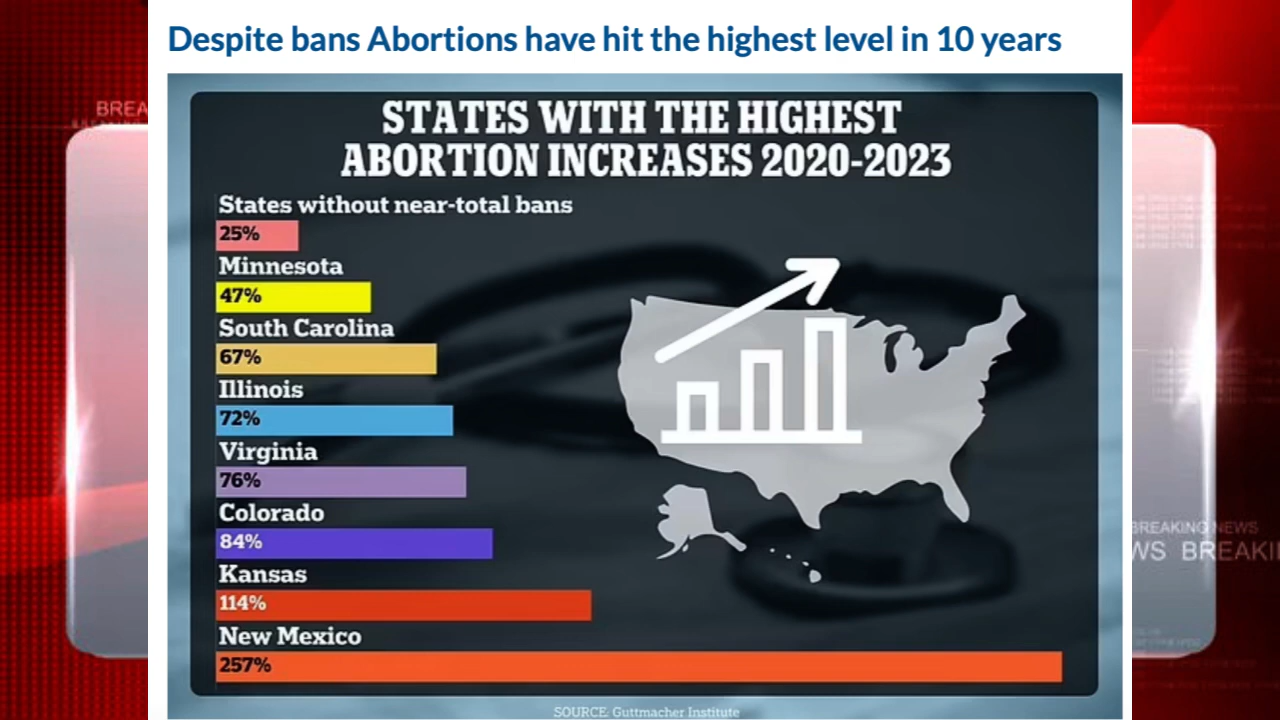 Despite bans Abortions have hit the highest level in 10 years
BREA
STATES WITH THE HIGHEST
ABORTION INCREASES 2020-2023
States without near-total bans
25%
Minnesota
47%
South Carolina
67%
Illinois
72%
Virginia
76%
Colorado
84%
Kansas
114%
New Mexico
257%
SOURCE: Guttmacher Institute
BREAKING NEWS
WS BREAKI